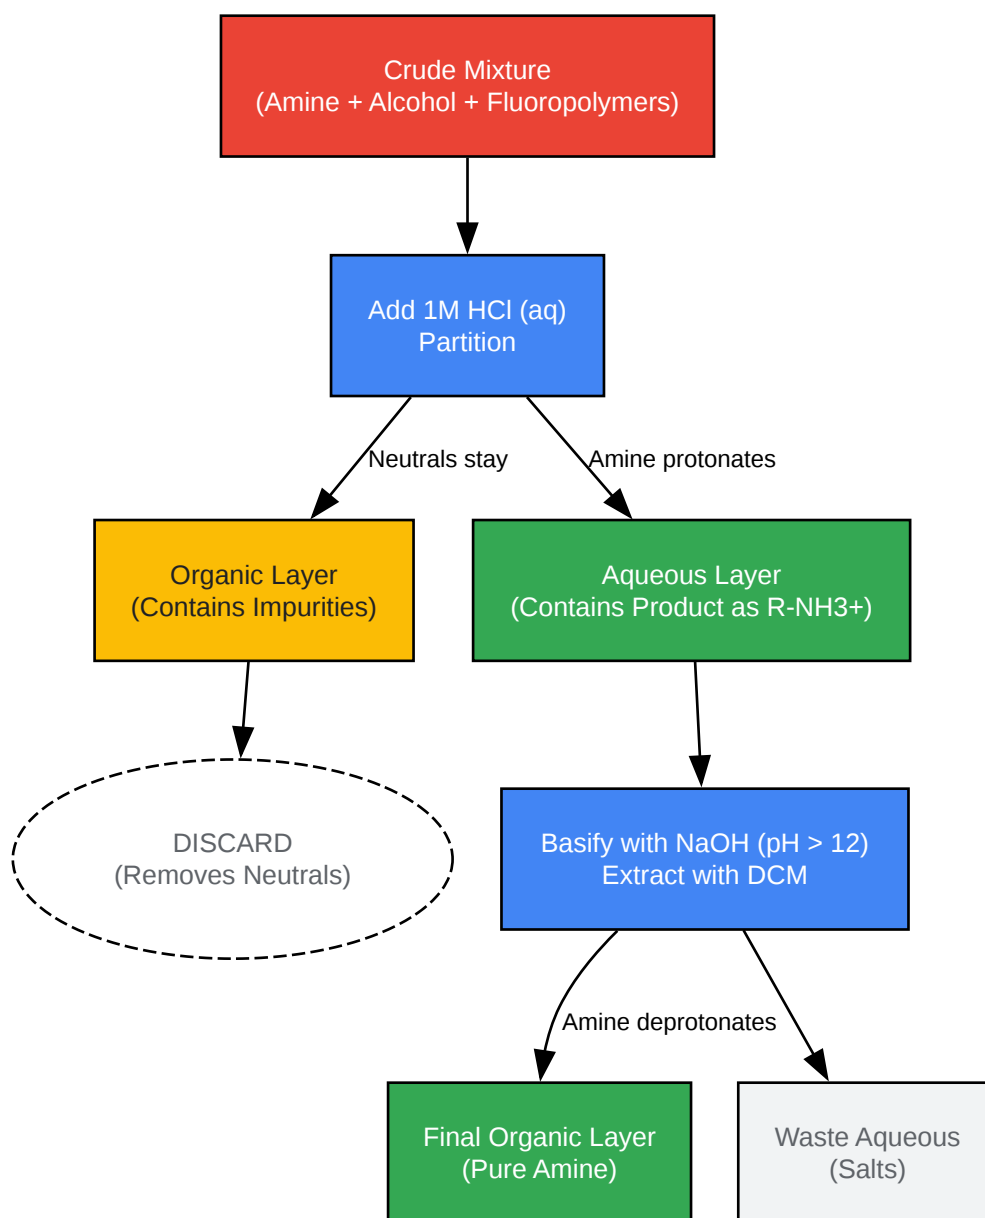 Crude Mixture
(Amine + Alcohol + Fluoropolymers)
Add 1M HCl (aq)
Partition
Neutrals stay
Amine protonates
Organic Layer
(Contains Impurities)
Aqueous Layer
(Contains Product as R-NH3+)
DISCARD
(Removes Neutrals)
Basify with NaOH (pH > 12)
Extract with DCM
Amine deprotonates
Final Organic Layer
(Pure Amine)
Waste Aqueous
(Salts)